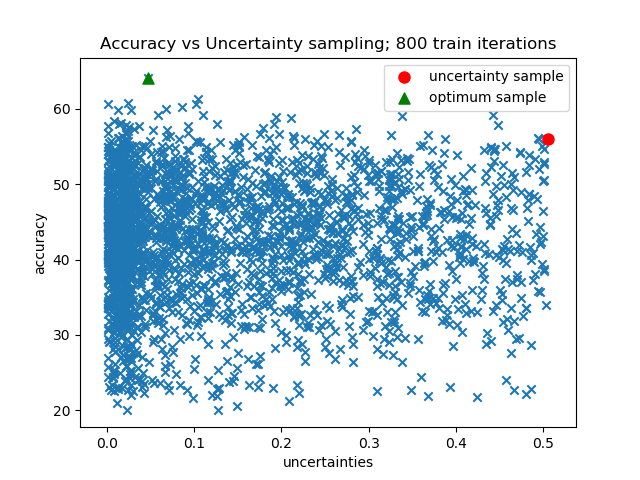 Accuracy vs Uncertainty sampling; 800 train iterations
uncertainty sample
optimum sample
60
50
40
30
20
accuracy
0.0 0.1 0.2 0.3 0.4 0.5
uncertainties